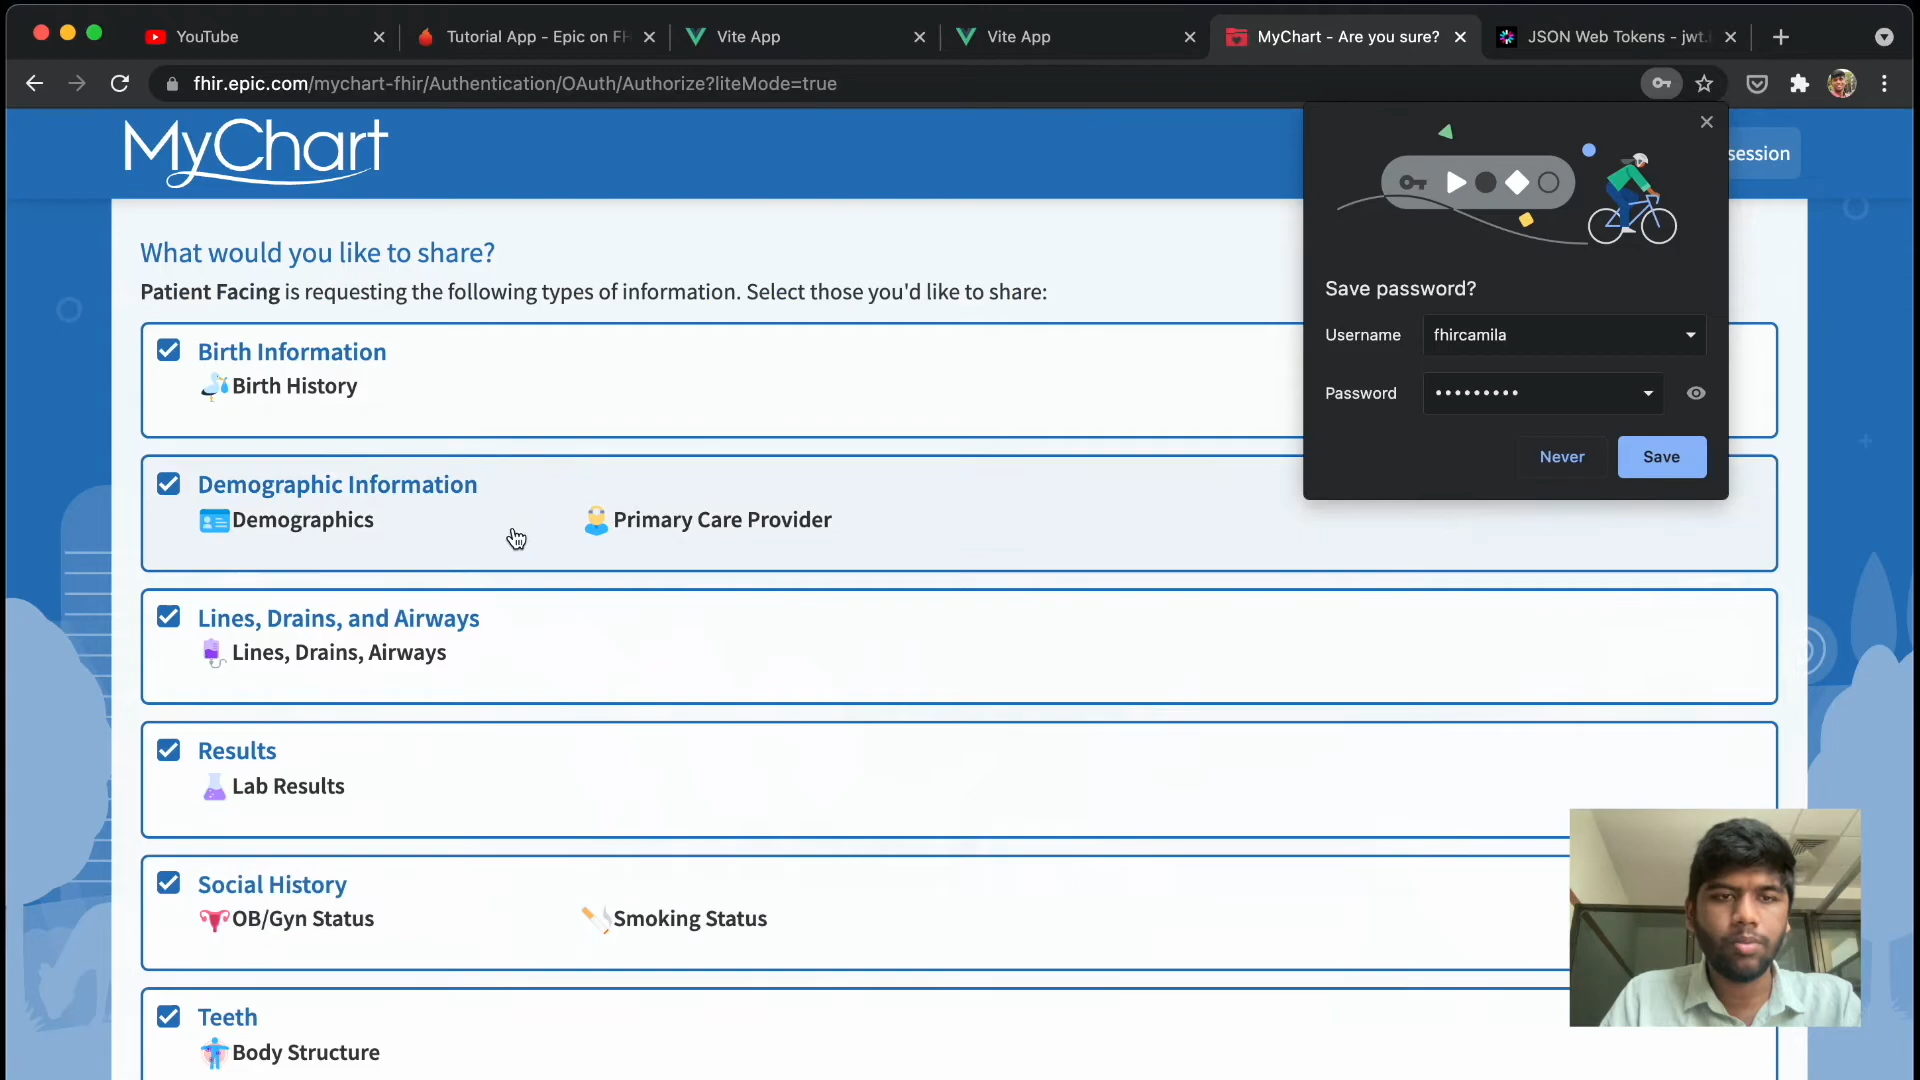 YouTube
Tutorial App - Epic on FH
Vite App
Vite App
MyChart - Are you sure?
JSON Web Tokens - jwt.
fhir.epic.com/mychart-fhir/Authentication/OAuth/Authorize?liteMode=true
MyChart
session
What would you like to share?
Patient Facing is requesting the following types of information. Select those you'd like to share:
Birth Information
Birth History
Demographic Information
Demographics
Primary Care Provider
Lines, Drains, and Airways
Lines, Drains, Airways
Results
Lab Results
Social History
OB/Gyn Status
Smoking Status
Teeth
Body Structure
Save password?
Username
fhircamila
Password
•••••••••
Never
Save